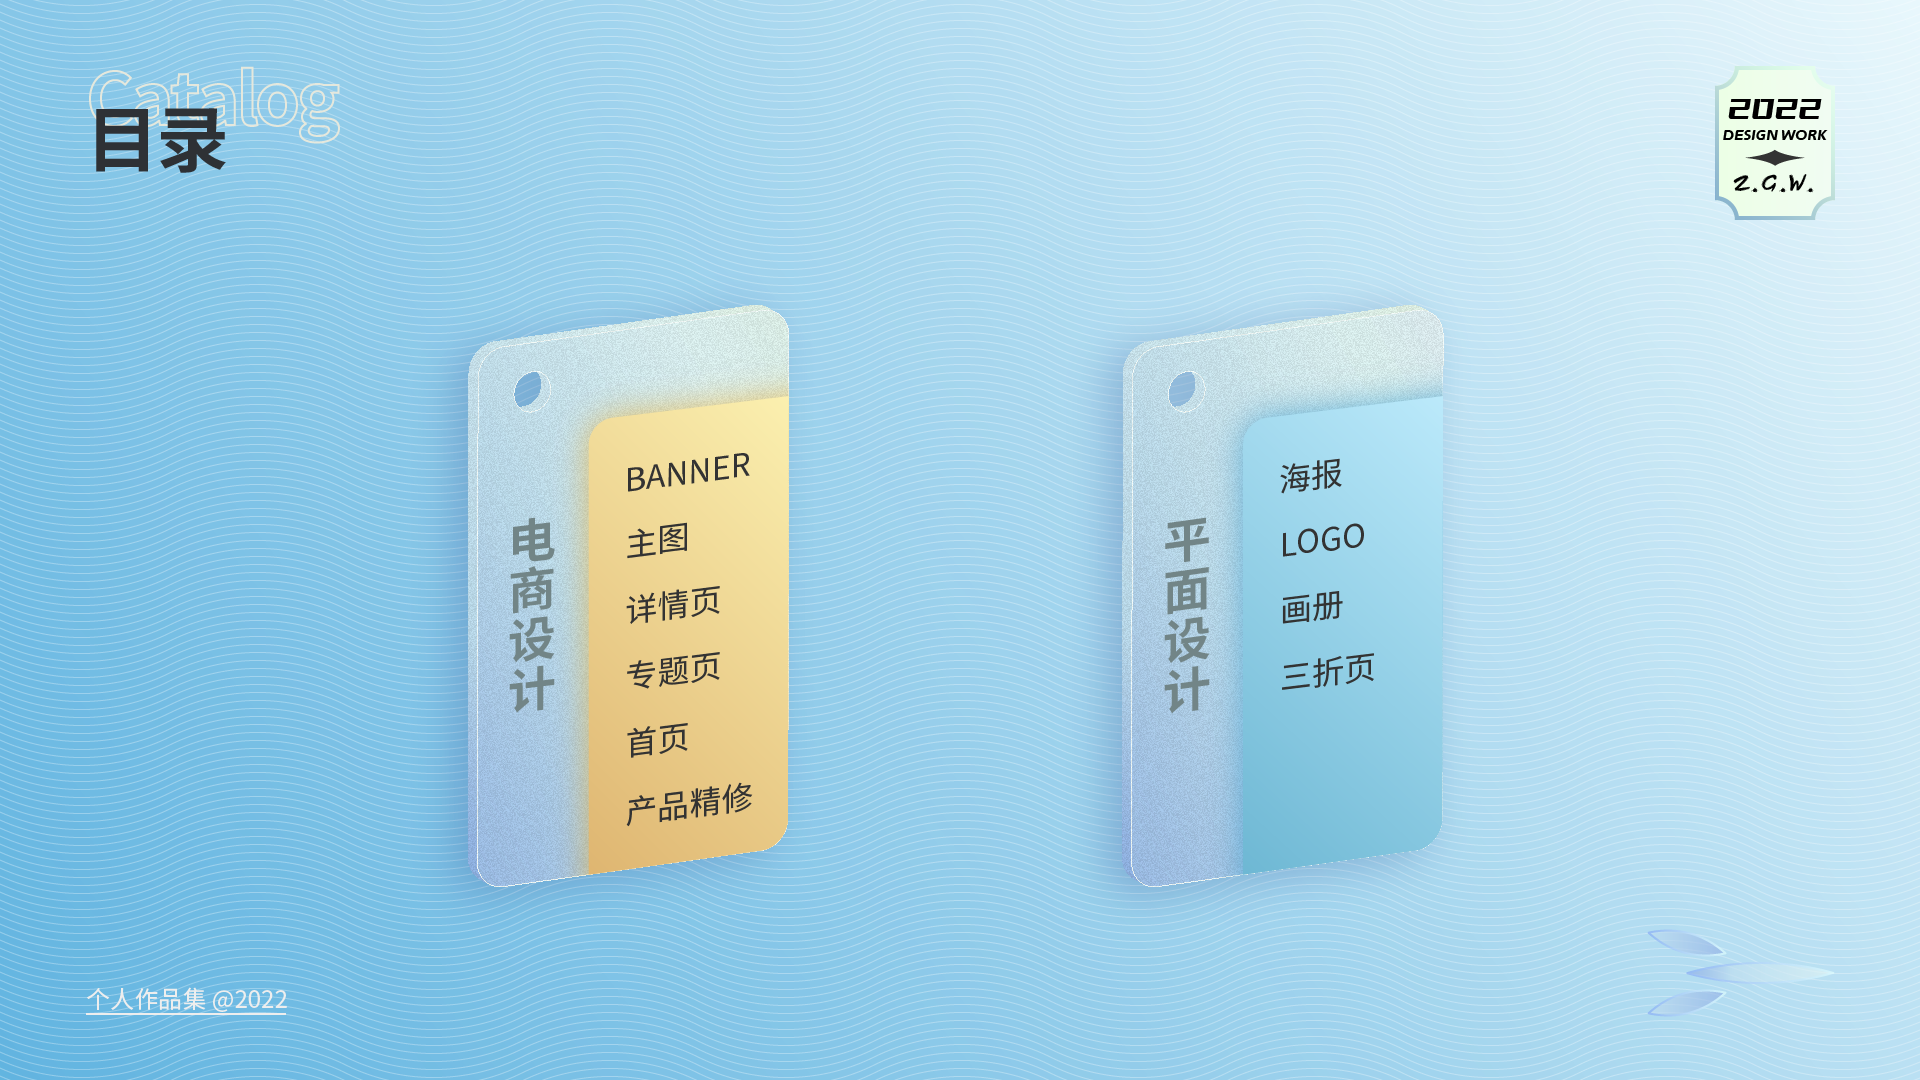 Catalog
目录
2022
DESIGN WORK
Z.G.W.
电商设计
BANNER
主图
详情页
专题页
首页
产品精修
平面设计
海报
LOGO
画册
三折页
个人作品集 @2022